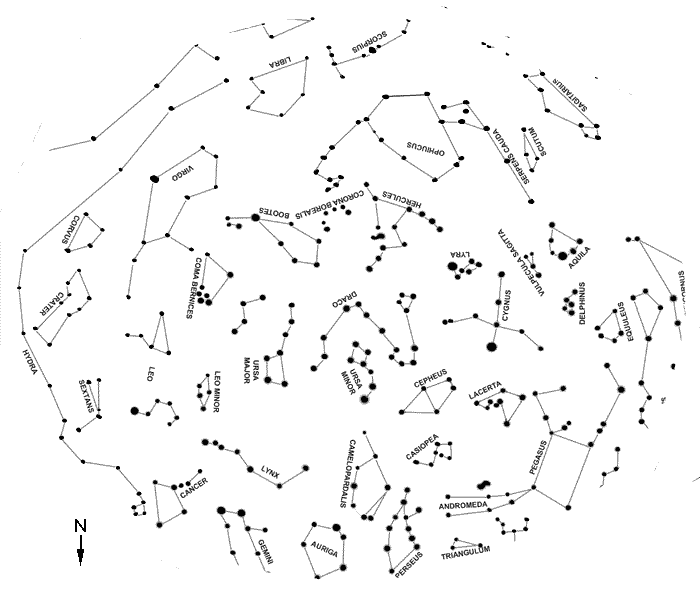 SCORPIUS
LIBRA
SAGITARIUS
OPHIUCUS
SCUTUM
SERPENS CAUDA
VIRGO
HERCULES
CORONA BOREALIS
BOOTES
CORVUS
LYRA
VULPECULA SAGITTA
AQUILA
COMA BERNICES
CRATER
DRACO
CYGNUS
DELPHINUS
EQUULEUS
HYDRA
LEO
URSA
MAJOR
URSA
MINOR
LEO MINOR
CEPHEUS
LACERTA
SEXTANS
CASIOPEA
PEGASUS
LYNX
CAMELOPARDALIS
CANCER
ANDROMEDA
N
GEMINI
AURIGA
PERSEUS
TRIANGULUM